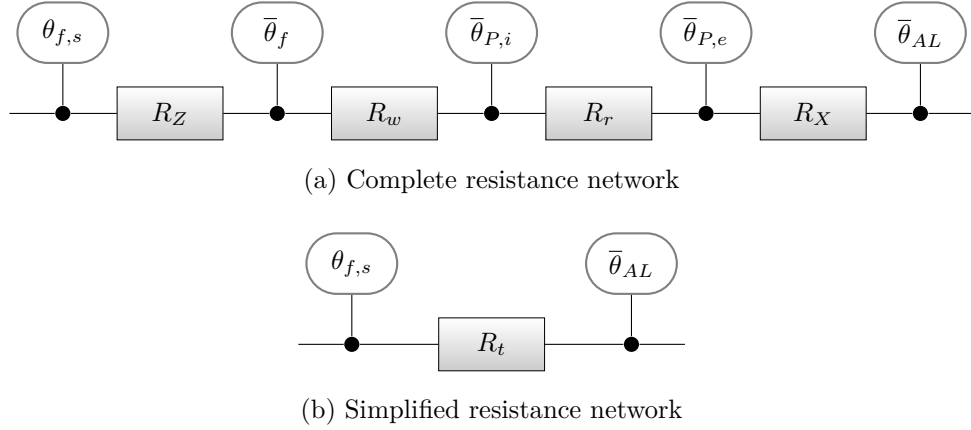 θ_{f,s} θ̅_f θ̅_{P,i} θ̅_{P,e} θ̅_{AL}
R_Z R_w R_r R_X
(a) Complete resistance network
θ_{f,s} θ̅_{AL}
R_t
(b) Simplified resistance network